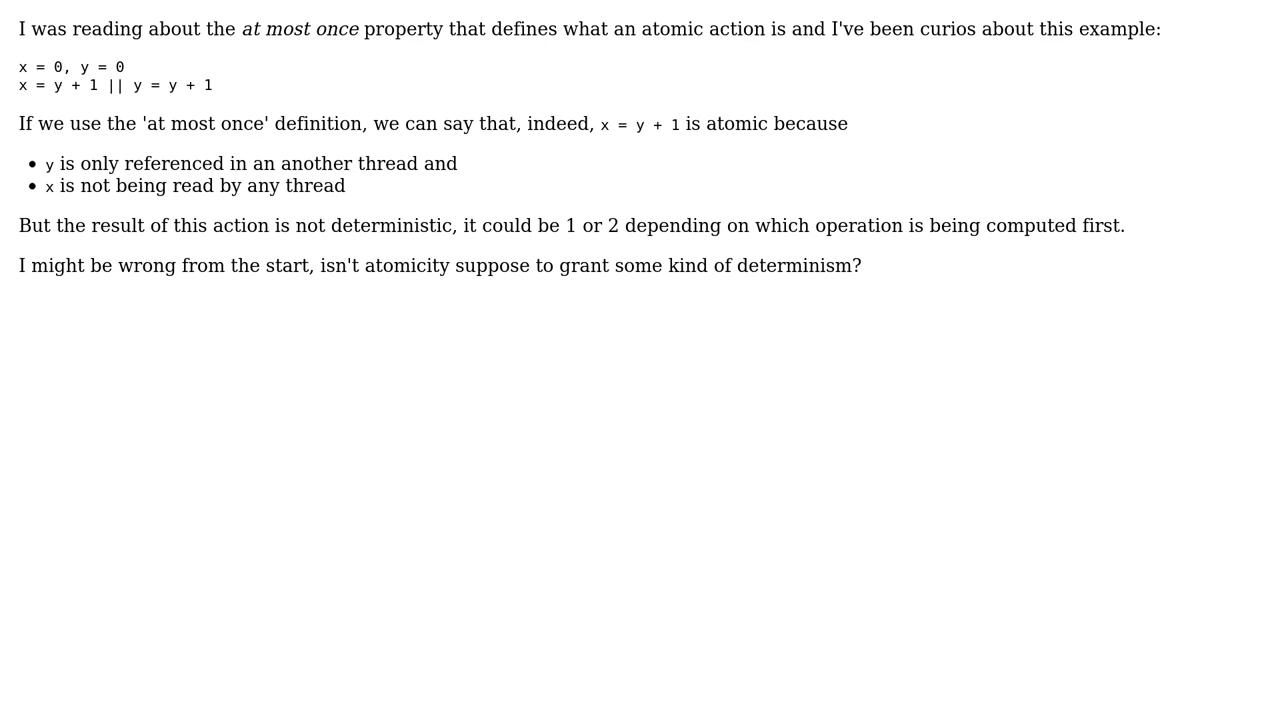 I was reading about the at most once property that defines what an atomic action is and I've been curios about this example:
x = 0, y = 0
x = y + 1 || y = y + 1
If we use the 'at most once' definition, we can say that, indeed, x = y + 1 is atomic because
• y is only referenced in an another thread and
• x is not being read by any thread
But the result of this action is not deterministic, it could be 1 or 2 depending on which operation is being computed first.
I might be wrong from the start, isn't atomicity suppose to grant some kind of determinism?